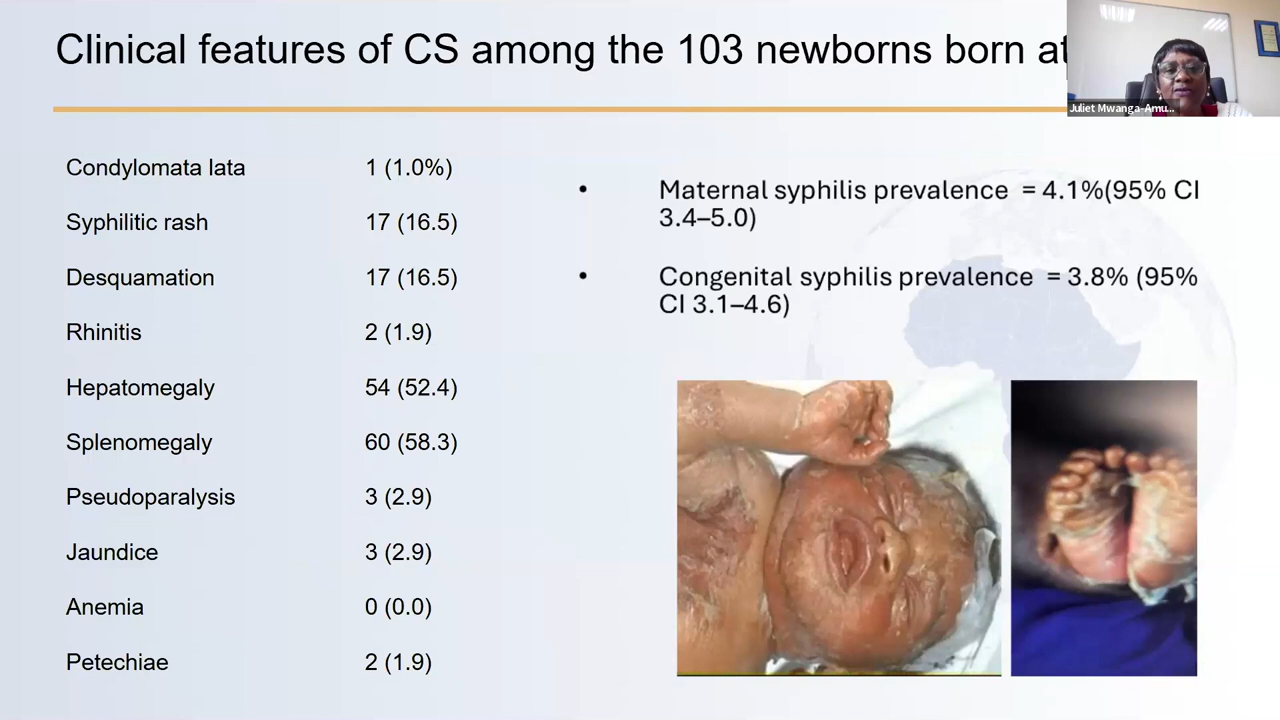 Clinical features of CS among the 103 newborns born at
Juliet Mwanga-Amu...
Condylomata lata 1 (1.0%)
Syphilitic rash 17 (16.5)
Desquamation 17 (16.5)
Rhinitis 2 (1.9)
Hepatomegaly 54 (52.4)
Splenomegaly 60 (58.3)
Pseudoparalysis 3 (2.9)
Jaundice 3 (2.9)
Anemia 0 (0.0)
Petechiae 2 (1.9)
• Maternal syphilis prevalence = 4.1%(95% CI
3.4–5.0)
• Congenital syphilis prevalence = 3.8% (95%
CI 3.1–4.6)